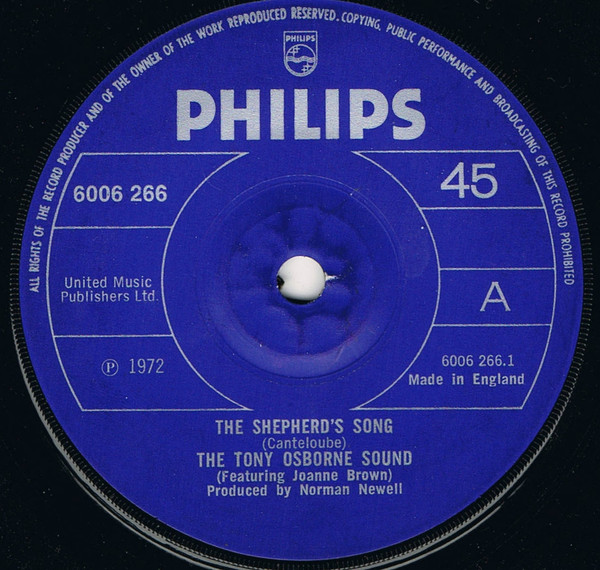 ALL RIGHTS OF THE RECORD PRODUCER AND OF THE OWNER OF THE WORK REPRODUCED RESERVED. COPYING, PUBLIC PERFORMANCE AND BROADCASTING OF THIS RECORD PROHIBITED
PHILIPS
PHILIPS
6006 266
45
United Music
Publishers Ltd.
A
Ⓟ 1972
6006 266.1
Made in England
THE SHEPHERD'S SONG
(Canteloube)
THE TONY OSBORNE SOUND
(Featuring Joanne Brown)
Produced by Norman Newell